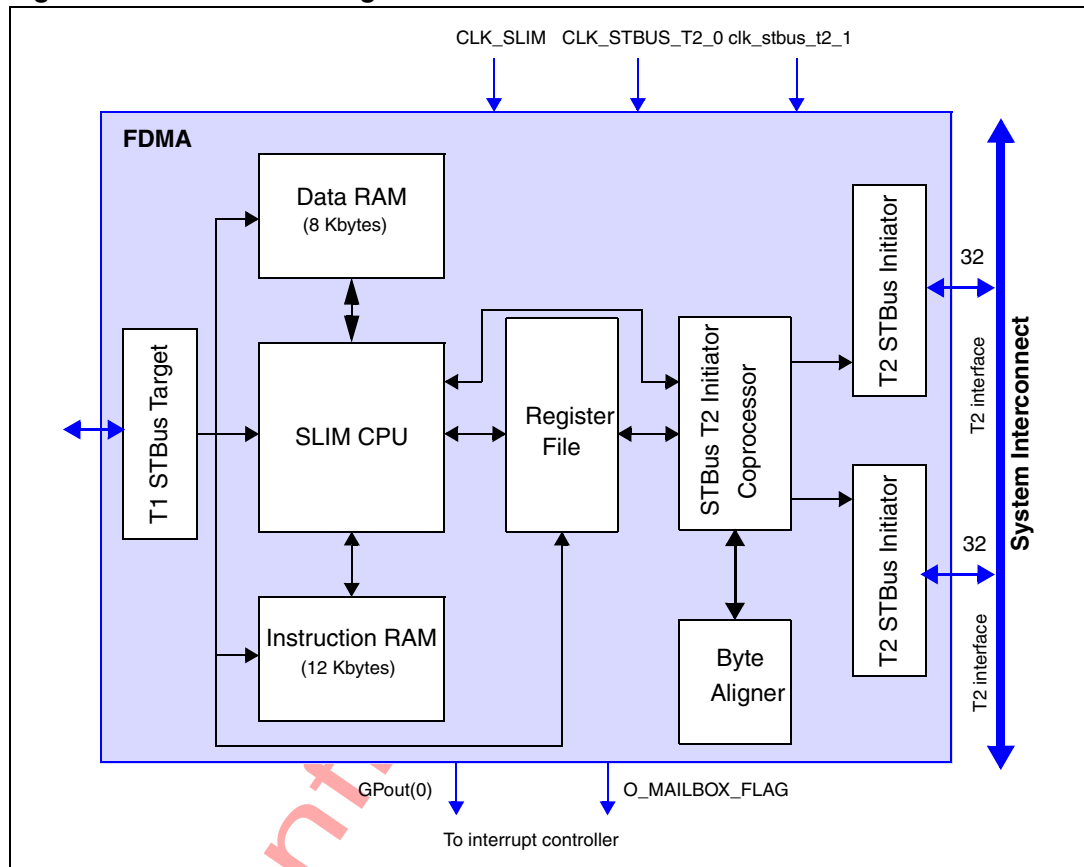 CLK_SLIM CLK_STBUS_T2_0 clk_stbus_t2_1
FDMA
Data RAM
(8 Kbytes)
T1 STBus Target
SLIM CPU
Register
File
STBus T2 Initiator
Coprocessor
T2 STBus Initiator
32
T2 interface
System Interconnect
T2 STBus Initiator
32
T2 interface
Instruction RAM
(12 Kbytes)
Byte
Aligner
GPout(0)
O_MAILBOX_FLAG
To interrupt controller